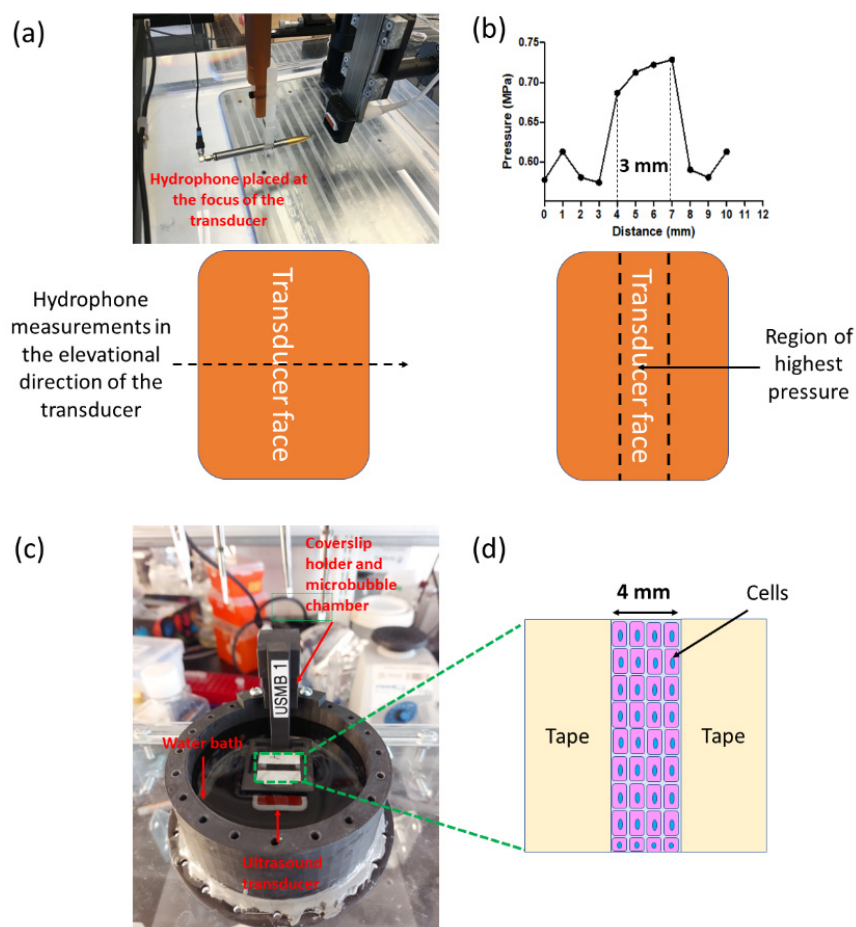 (a)
Hydrophone placed at
the focus of the
transducer
Hydrophone
measurements in
the elevational
direction of the
transducer
Transducer face
(b)
Pressure (MPa)
0.75
0.70
0.65
0.60
3 mm
0 1 2 3 4 5 6 7 8 9 10 11 12
Distance (mm)
Transducer face
Region of
highest
pressure
(c)
Coverslip
holder and
microbubble
chamber
USMB 1
Water bath
Ultrasound
transducer
(d)
4 mm
Cells
Tape
Tape